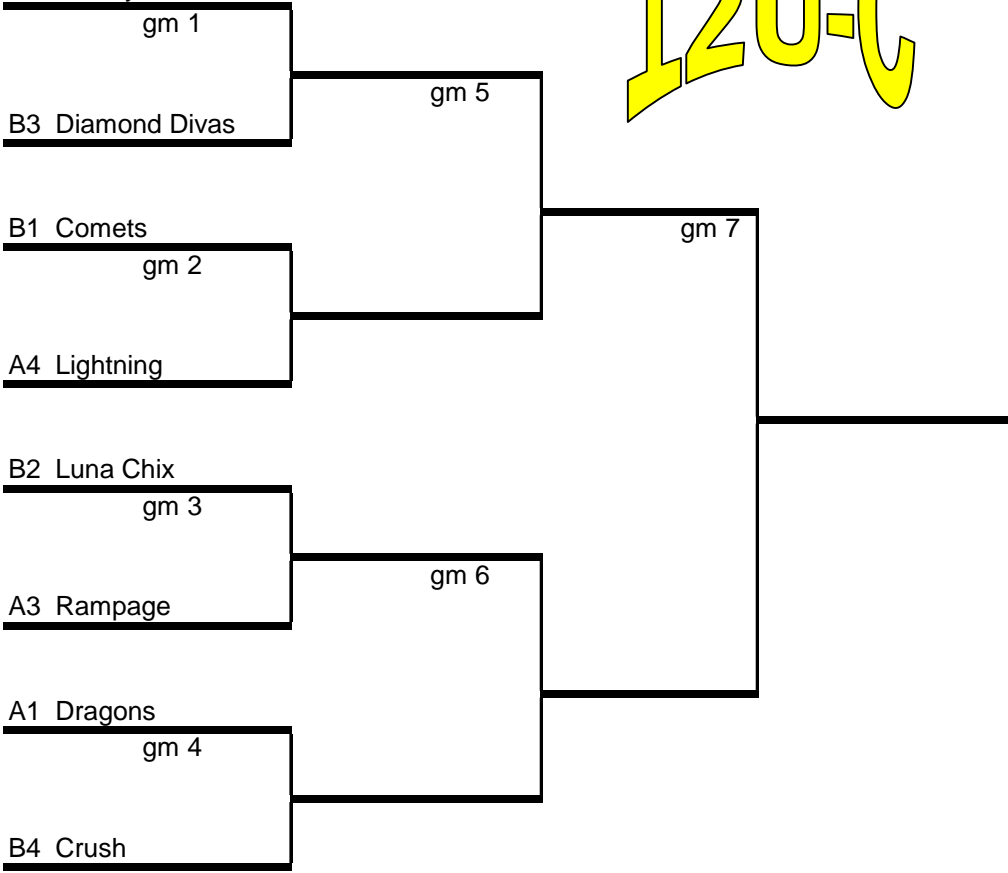 12U-C
gm 1
gm 5
B3 Diamond Divas
B1 Comets
gm 7
gm 2
A4 Lightning
B2 Luna Chix
gm 3
gm 6
A3 Rampage
A1 Dragons
gm 4
B4 Crush